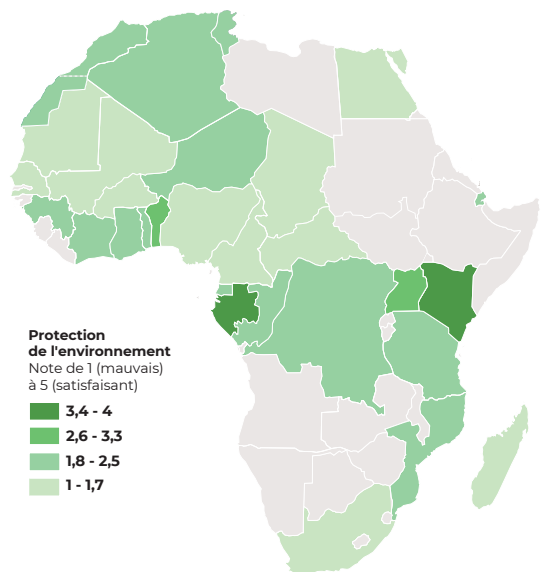 Protection
de l'environnement
Note de 1 (mauvais)
à 5 (satisfaisant)
3,4 - 4
2,6 - 3,3
1,8 - 2,5
1 - 1,7